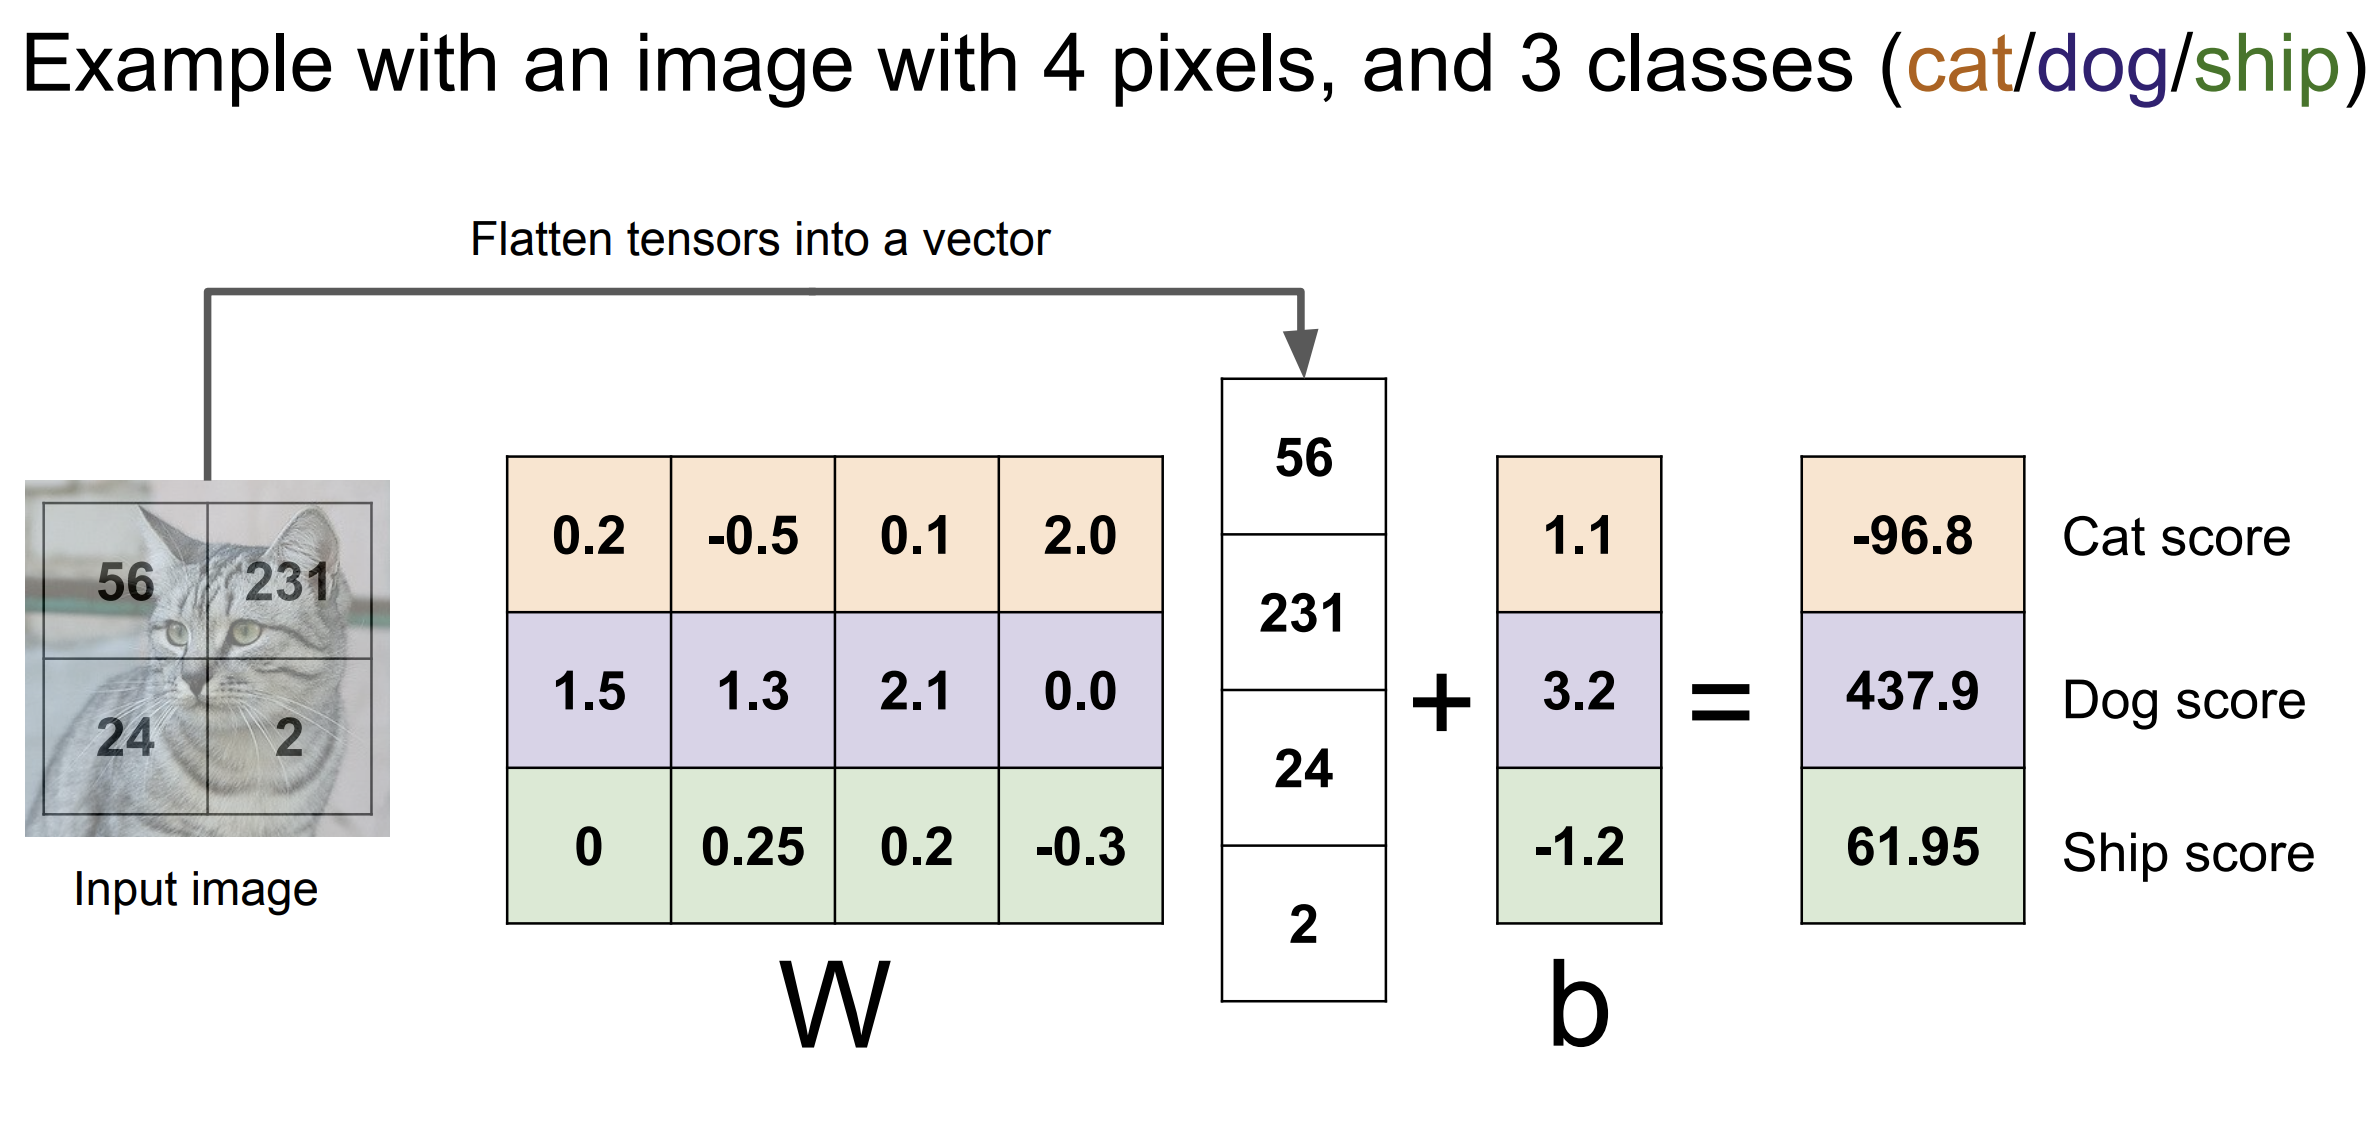 Example with an image with 4 pixels, and 3 classes (cat/dog/ship)
Flatten tensors into a vector
56 231
24 2
Input image
0.2 -0.5 0.1 2.0
1.5 1.3 2.1 0.0
0 0.25 0.2 -0.3
W
56
231
24
2
+
1.1
3.2
-1.2
b
=
-96.8 Cat score
437.9 Dog score
61.95 Ship score